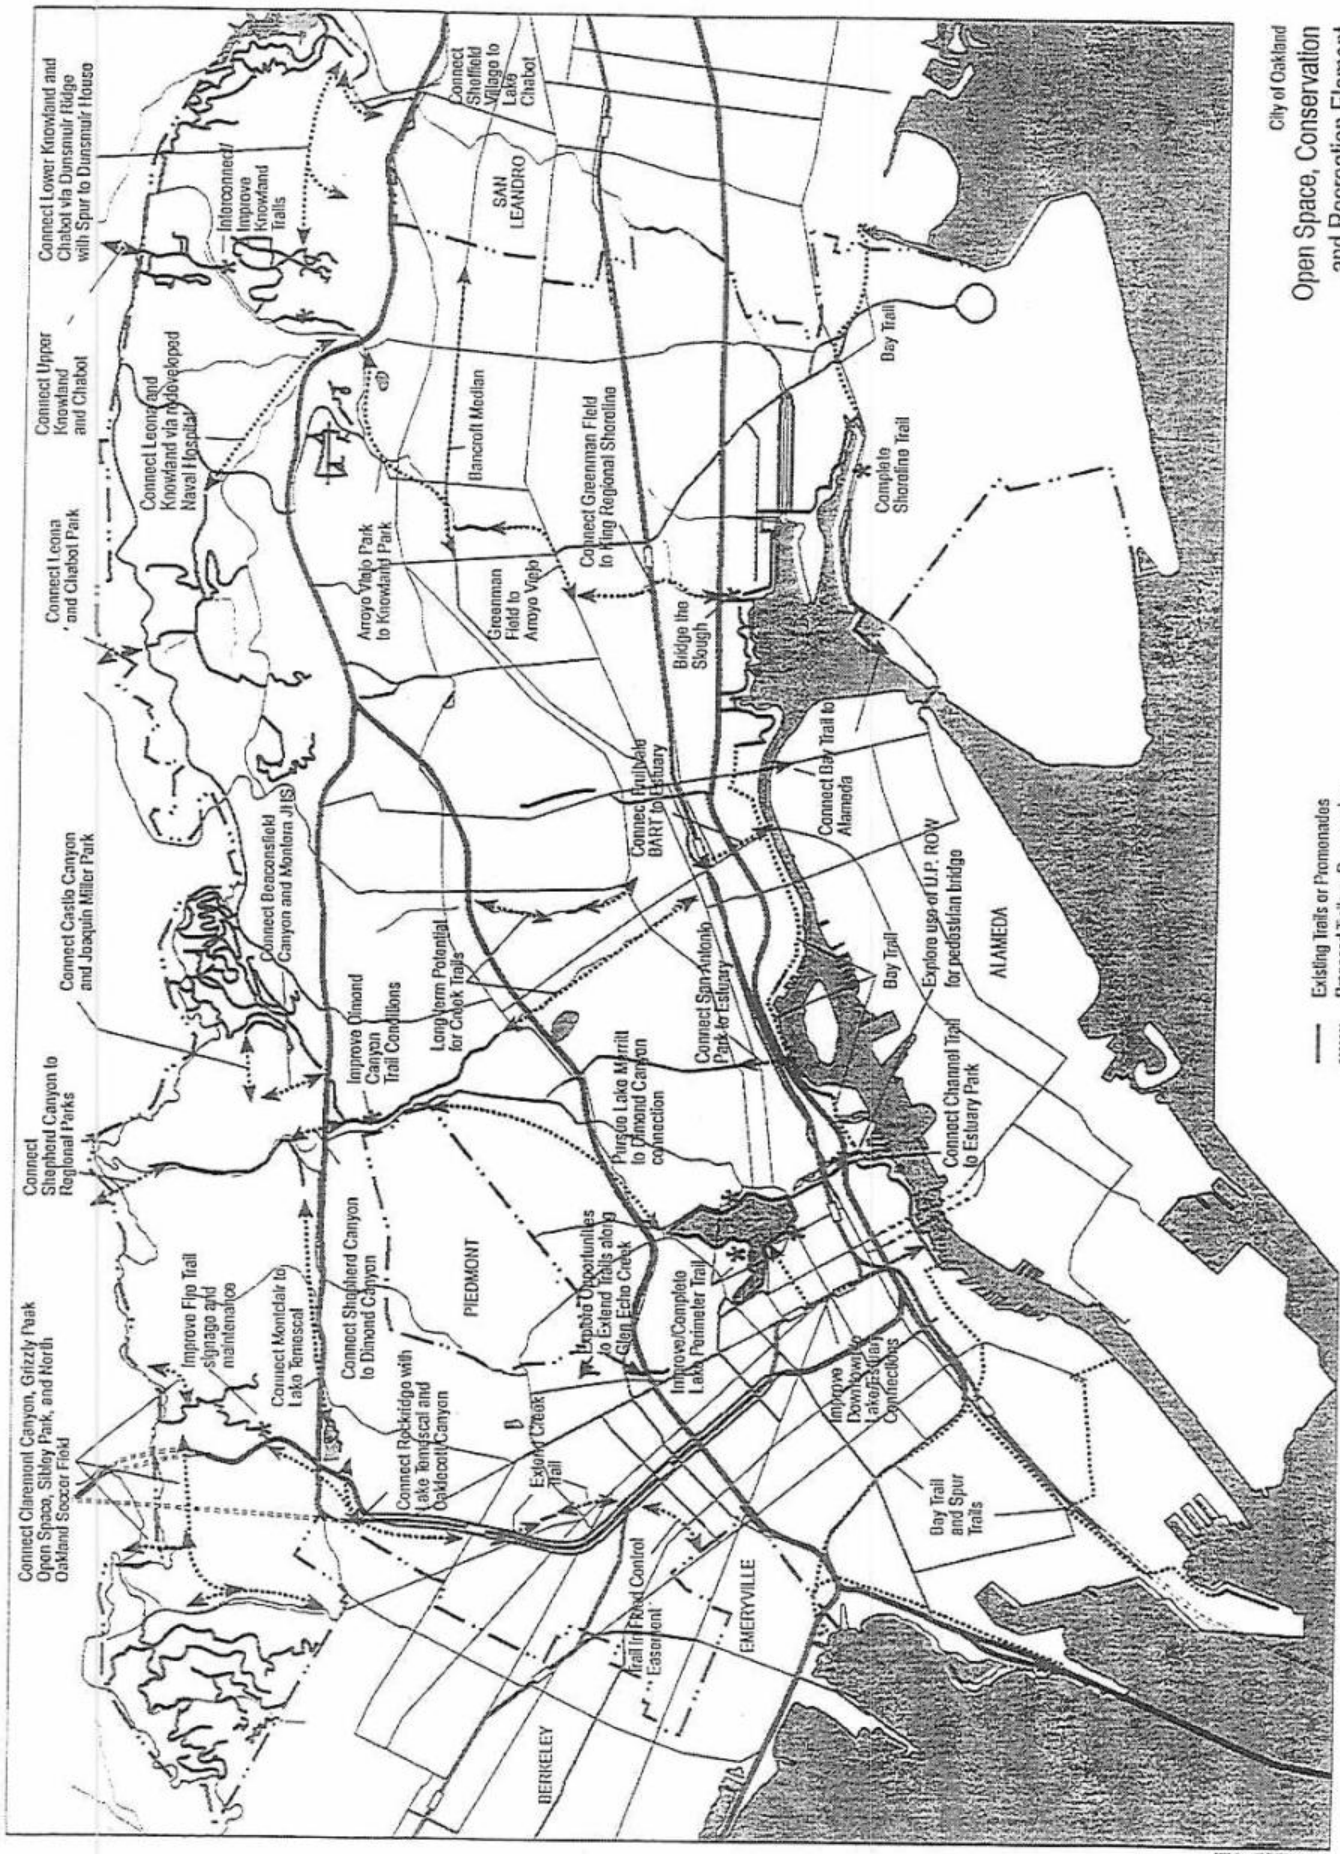 Connect Claremont Canyon, Grizzly Peak
Open Space, Sibley Park, and North
Oakland Soccer Field
Connect
Shepherd Canyon to
Regional Parks
Connect Castle Canyon
and Joaquin Miller Park
Connect Leona
and Chabot Park
Connect Upper
Knowland
and Chabot
Connect Lower Knowland and
Chabot via Dunsmuir Ridge
with Spur to Dunsmuir House
Improve Fire Trail
signage and
maintenance
Connect Montclair to
Lake Temescal
Connect Shepherd Canyon
to Dimond Canyon
Connect Rockridge with
Lake Temescal and
Canyon
Extend Creek
Trail
PIEDMONT
Improve Dimond
Canyon
Trail Conditions
Connect Beaconsfield
Canyon and Montera JHS
Long Term Potential
for Creek Trails
Connect Leona and
Knowland via redeveloped
Naval Hospital
Interconnect/
Improve
Knowland
Trails
Connect
Sheffield
Village to
Lake
Chabot
SAN
LEANDRO
Arroyo Viejo Park
to Knowland Park
Bancroft Median
Greenman
Field to
Arroyo Viejo
Connect Greenman Field
to King Regional Shoreline
Bridge the
Slough
Connect Fruitvale
BART to Estuary
Connect San Antonio
Park to Estuary
Pursue Lake Merritt
to Dimond Canyon
connection
Explore Opportunities
to Extend Trails along
Glen Echo Creek
Improve/Complete
Lake Perimeter Trail
Improve
Downtown
Lake/Estuary
Connections
Trail In Flood Control
Easement
BERKELEY
EMERYVILLE
Bay Trail
and Spur
Trails
Connect Channel Trail
to Estuary Park
Explore use of U.P. ROW
for pedestrian bridge
Bay Trail
ALAMEDA
Connect Bay Trail to
Alameda
Complete
Shoreline Trail
Bay Trail
Existing Trails or Promenades
City of Oakland
Open Space, Conservation
and Recreation Element